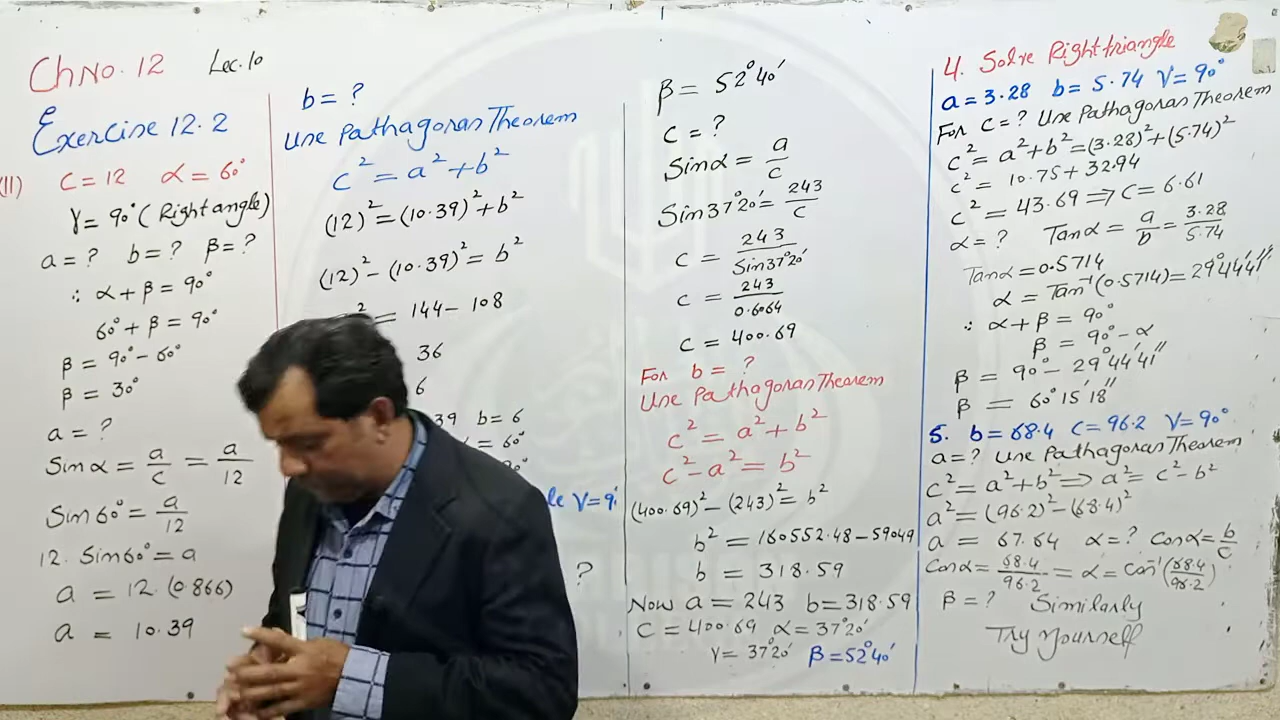 Ch No. 12 Lec. 10
Exercise 12.2
(11) c = 12 α = 60°
γ = 90° (Right angle)
a = ? b = ? β = ?
∴ α + β = 90°
60° + β = 90°
β = 90° - 60°
β = 30°
a = ?
Sin α = a/c = a/12
Sin 60° = a/12
12. Sin 60° = a
a = 12. (0.866)
a = 10.39
b = ?
Use Pathagoran Theorem
c² = a² + b²
(12)² = (10.39)² + b²
(12)² - (10.39)² = b²
² = 144 - 108
36
6
39 b = 6
= 60°
γ = 9
?
β = 52°40′
c = ?
Sin α = a/c
Sin 37°20′ = 243/c
c = 243/Sin 37°20′
c = 243/0.6064
c = 400.69
For b = ?
Use Pathagoran Theorem
c² = a² + b²
c² - a² = b²
(400.69)² - (243)² = b²
b² = 160552.48 - 59049
b = 318.59
Now a = 243 b = 318.59
c = 400.69 α = 37°20′
γ = 37°20′ β = 52°40′
4. Solve Right triangle
a = 3.28 b = 5.74 γ = 90°
For c = ? Use Pathagoran Theorem
c² = a² + b² = (3.28)² + (5.74)²
c² = 10.75 + 32.94
c² = 43.69 ⇒ c = 6.61
α = ? Tan α = a/b = 3.28/5.74
Tan α = 0.5714
α = Tan⁻¹(0.5714) = 29°44′41″
∴ α + β = 90°
β = 90° - α
β = 90° - 29°44′41″
β = 60°15′18″
5. b = 68.4 c = 96.2 γ = 90°
a = ? Use Pathagoran Theorem
c² = a² + b² ⇒ a² = c² - b²
a² = (96.2)² - (68.4)²
a = 67.64 α = ? Cos α = b/c
Cos α = 68.4/96.2 = α = Cos⁻¹(68.4/96.2)
β = ? Similarly
Try Yourself